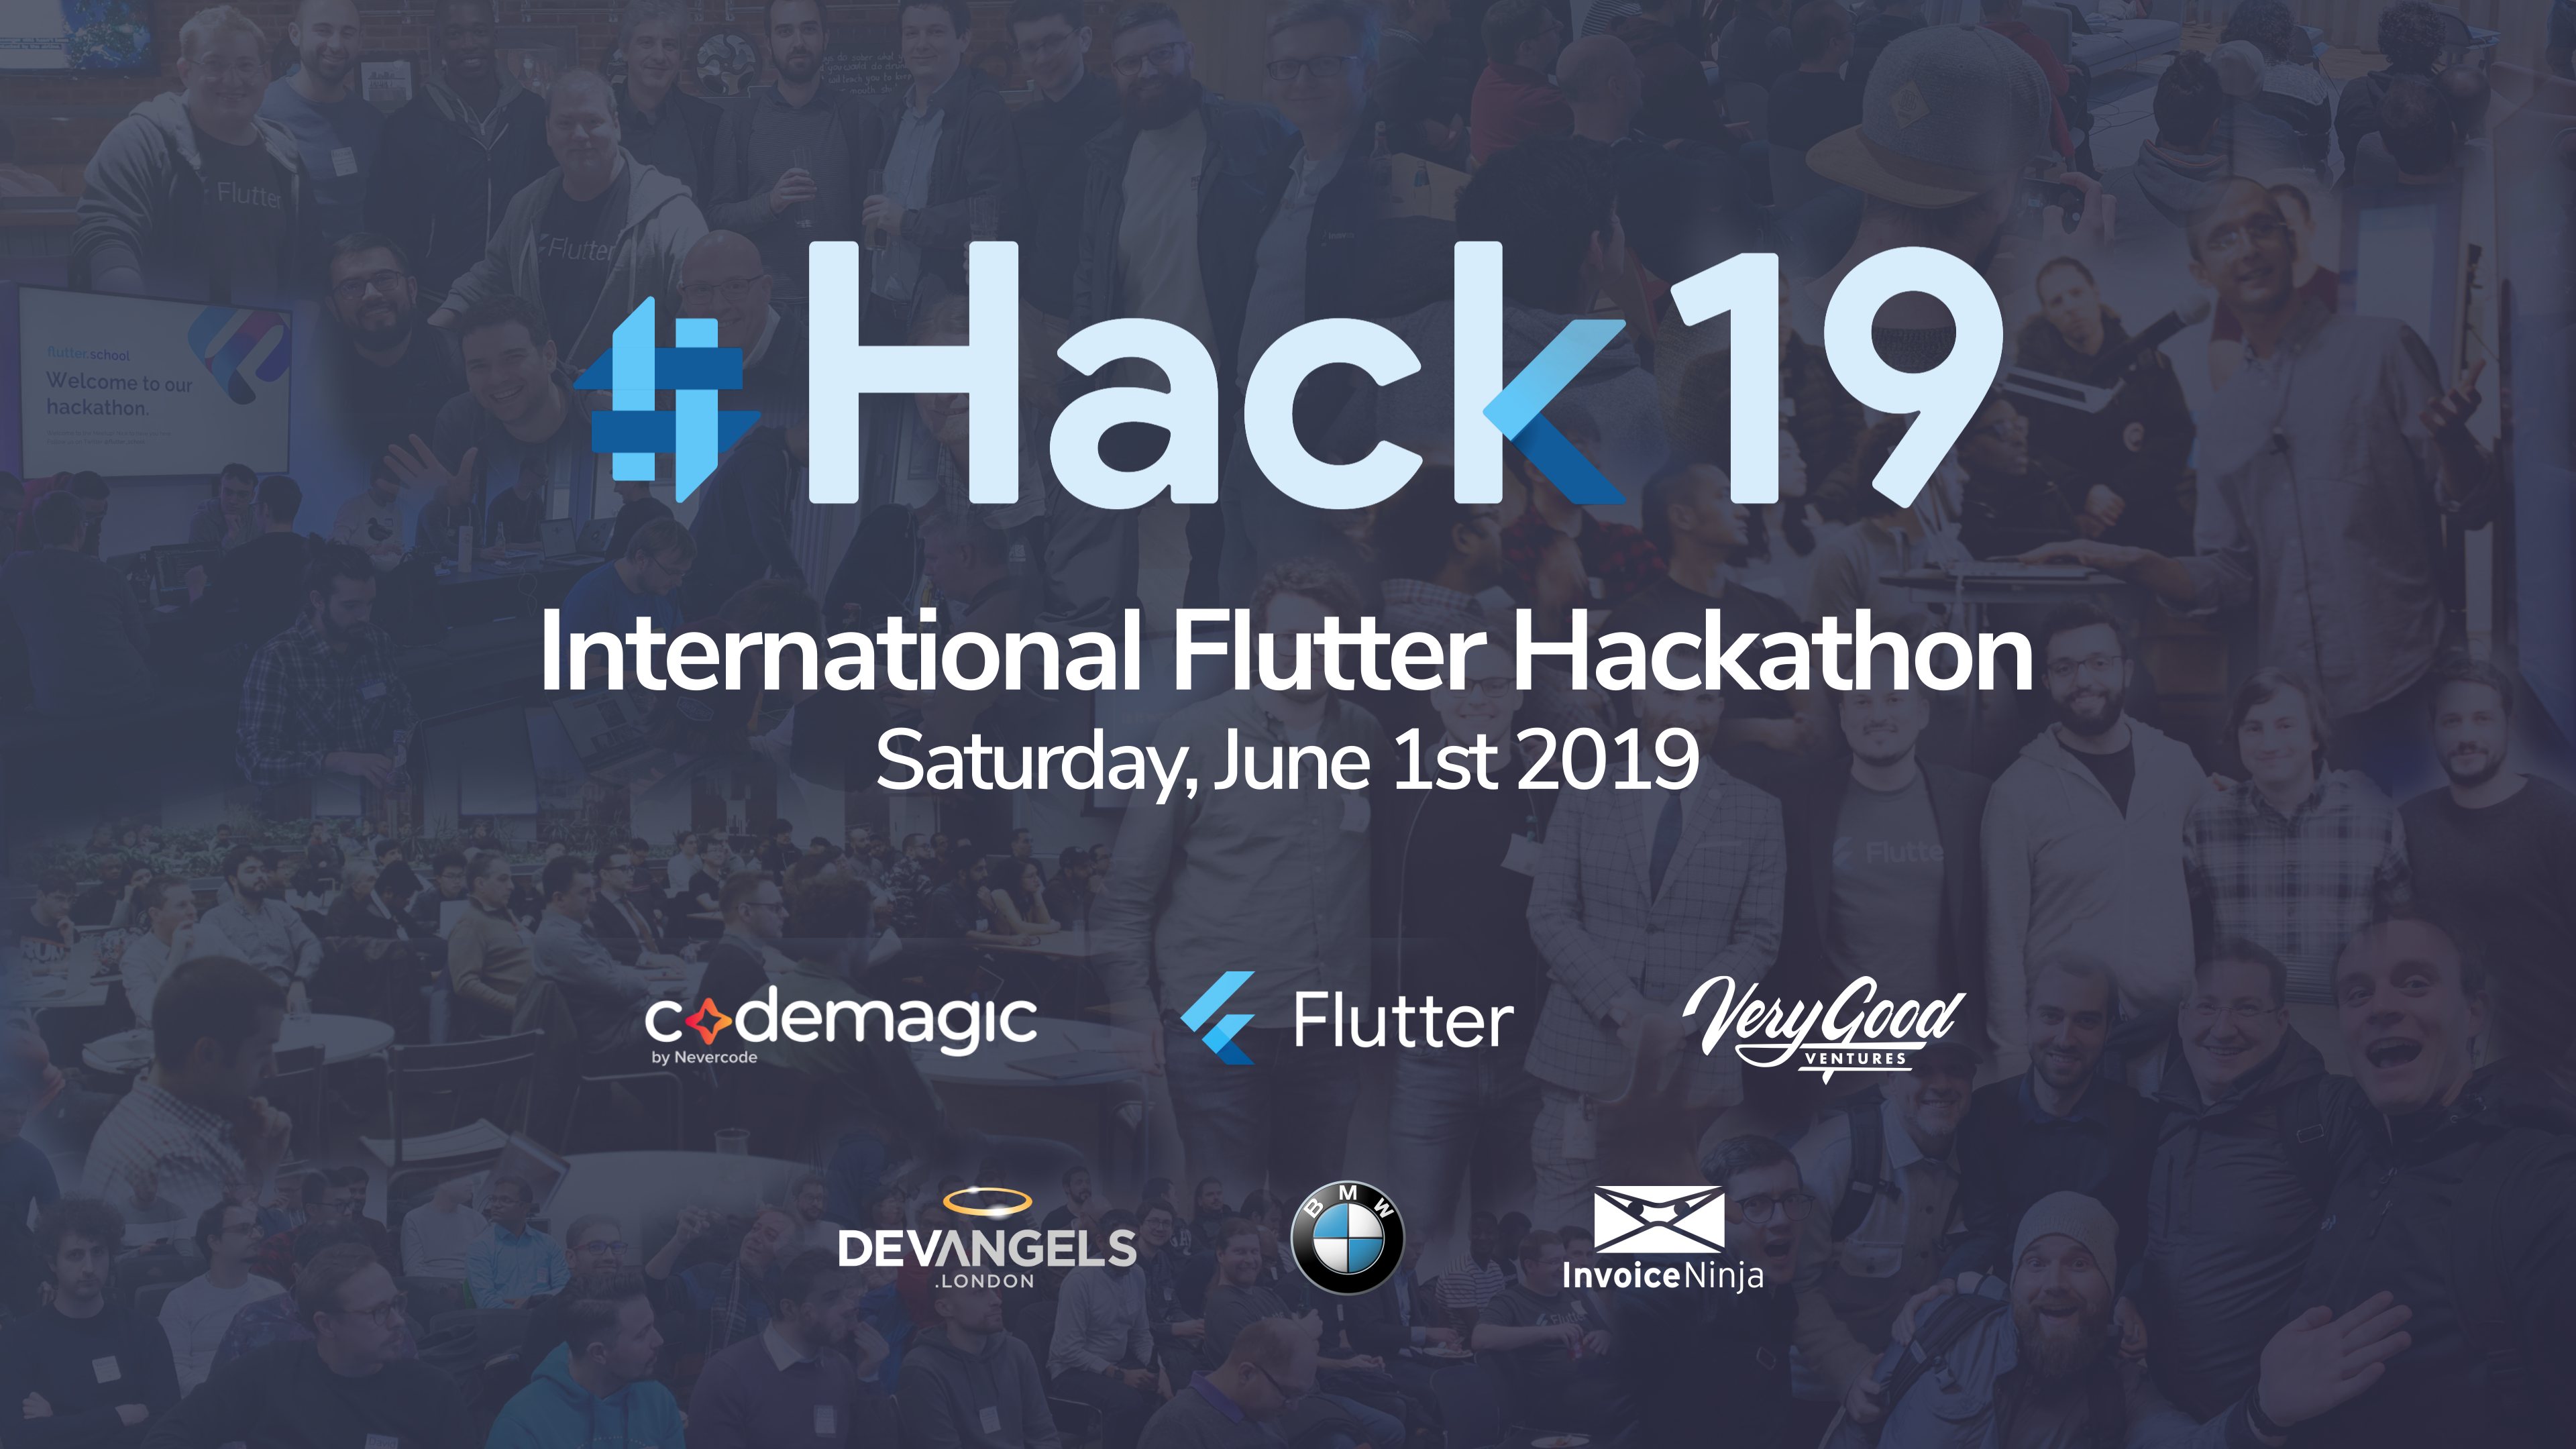 #Hack19
International Flutter Hackathon
Saturday, June 1st 2019
codemagic
by Nevercode
Flutter
VeryGood
VENTURES
DEVANGELS
.LONDON
BMW
InvoiceNinja
Flutter
Flutter
flutter.school
Welcome to our
hackathon.
Flutte